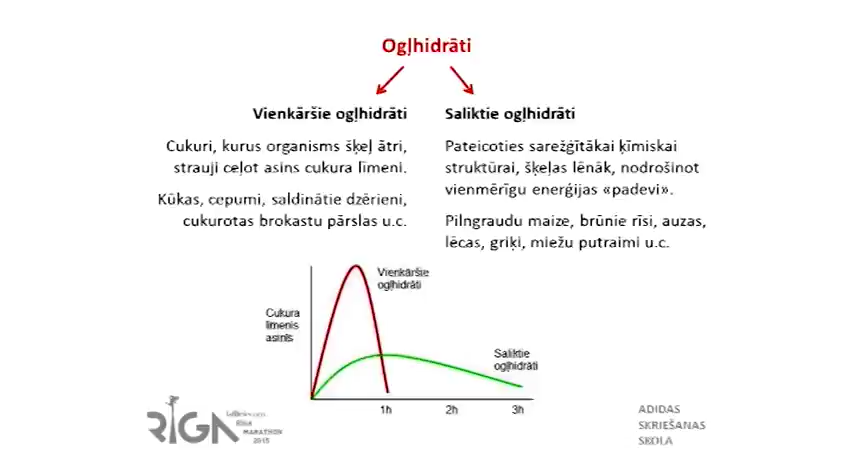 Ogļhidrāti
Vienkāršie ogļhidrāti
Cukuri, kurus organisms šķeļ ātri,
strauji ceļot asins cukura līmeni.
Kūkas, cepumi, saldinātie dzērieni,
cukurotas brokastu pārslas u.c.
Saliktie ogļhidrāti
Pateicoties sarežģītākai ķīmiskai
struktūrai, šķeļas lēnāk, nodrošinot
vienmērīgu enerģijas «padevi».
Pilngraudu maize, brūnie rīsi, auzas,
lēcas, griķi, miežu putraimi u.c.
Vienkāršie
ogļhidrāti
Cukura
līmenis
asinīs
Saliktie
ogļhidrāti
1h
2h
3h
RĪGA
RĪGA
MARATHON
2015
ADIDAS
SKRIEŠANAS
SKOLA